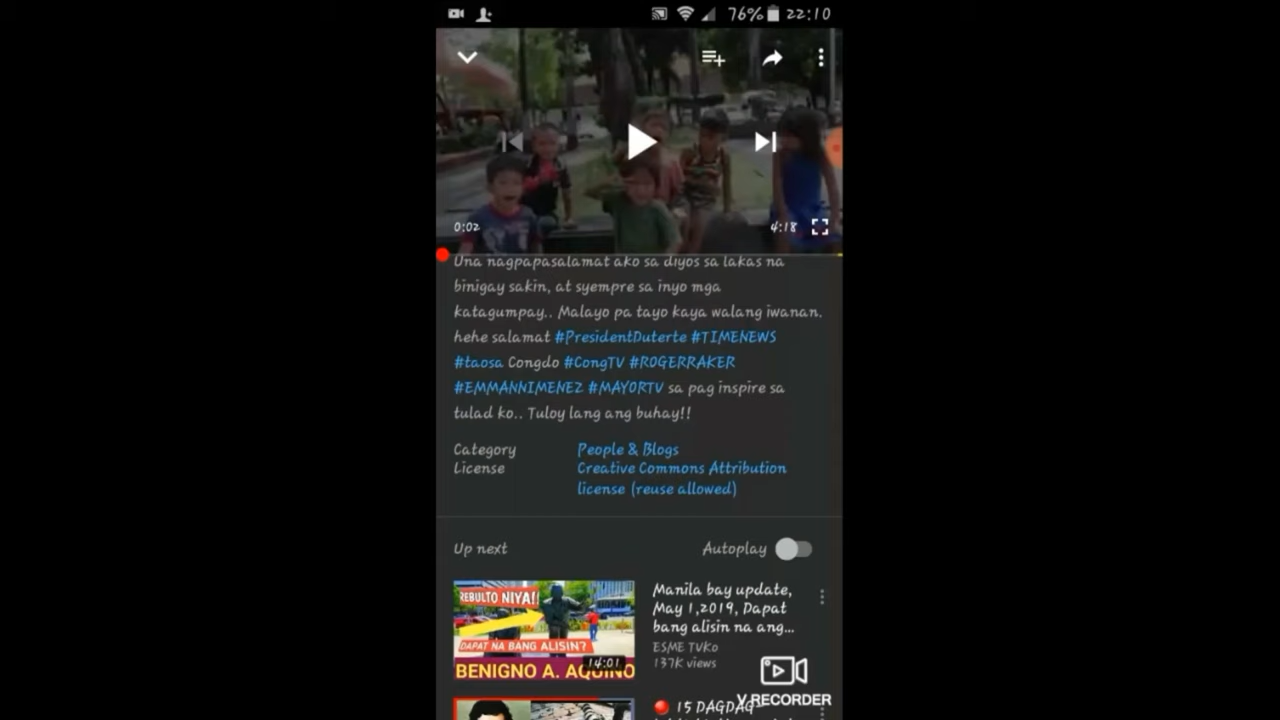 76% 22:10
0:02 4:18
Una nagpapasalamat ako sa diyos sa lakas na
binigay sakin, at syempre sa inyo mga
katagumpay.. Malayo pa tayo kaya walang iwanan.
hehe salamat #PresidentDuterte #TIMENEWS
#taosa Congdo #CongTV #ROGERRAKER
#EMMANNIMENEZ #MAYORTV sa pag inspire sa
tulad ko.. Tuloy lang ang buhay!!
Category People & Blogs
License Creative Commons Attribution
license (reuse allowed)
Up next Autoplay
REBULTO NIYA!!
DAPAT NA BANG ALISIN?
14:01
BENIGNO A. AQUINO
Manila bay update,
May 1,2019, Dapat
bang alisin na ang...
ESME TVKo
137K views
V RECORDER
15 DAGDAG